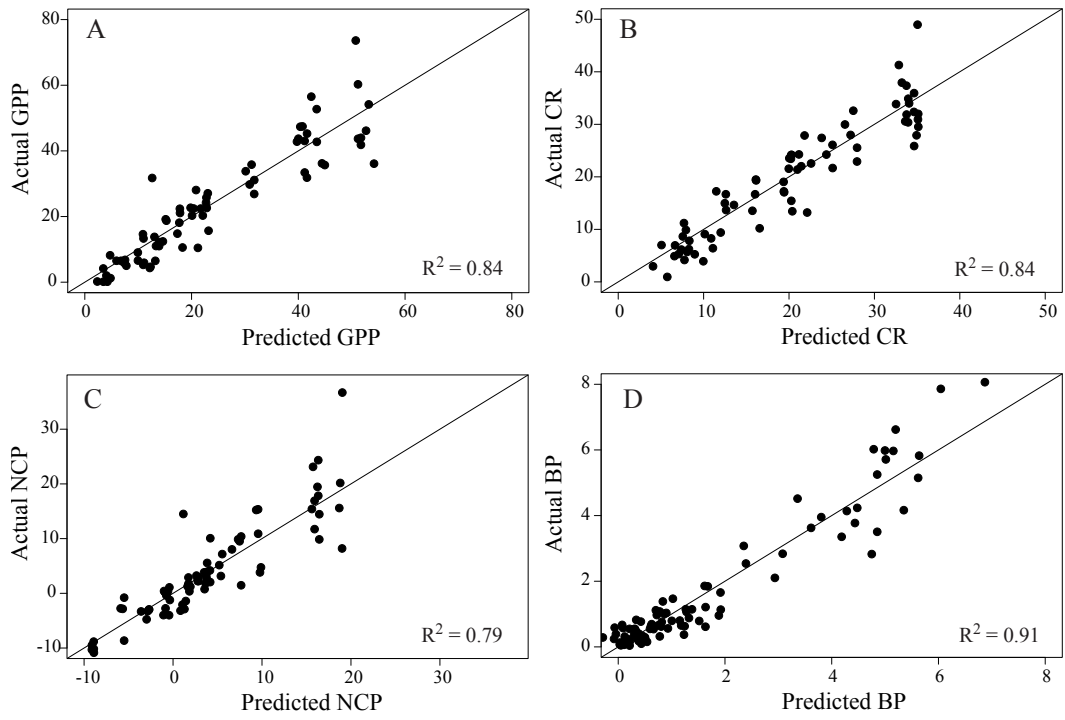 A
Actual GPP
80
60
40
20
0
R² = 0.84
0
20
40
60
80
Predicted GPP
B
Actual CR
50
40
30
20
10
0
R² = 0.84
0
10
20
30
40
50
Predicted CR
C
Actual NCP
30
20
10
0
-10
R² = 0.79
-10
0
10
20
30
Predicted NCP
D
Actual BP
8
6
4
2
0
R² = 0.91
0
2
4
6
8
Predicted BP